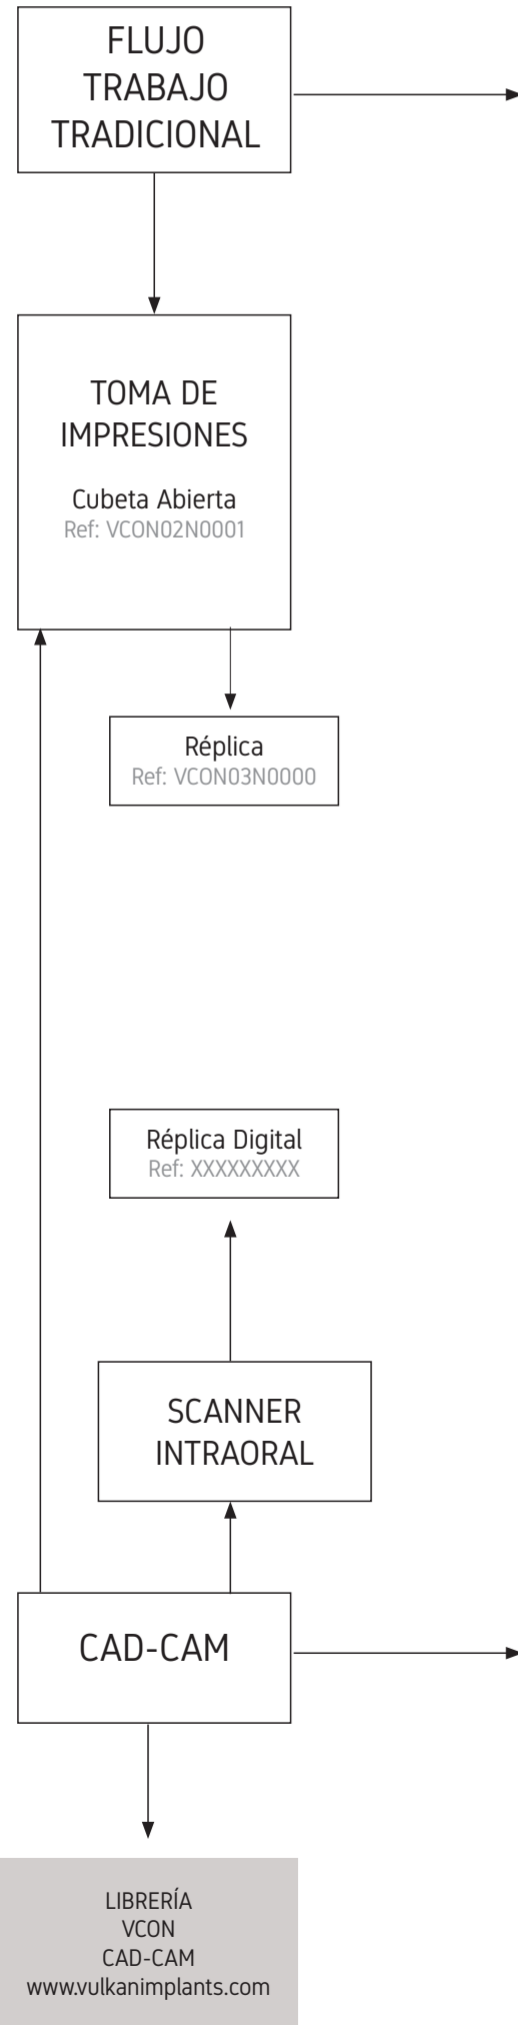 FLUJO
TRABAJO
TRADICIONAL
TOMA DE
IMPRESIONES
Cubeta Abierta
Ref: VCON02N0001
Réplica
Ref: VCON03N0000
Réplica Digital
Ref: XXXXXXXXX
SCANNER
INTRAORAL
CAD-CAM
LIBRERÍA
VCON
CAD-CAM
www.vulkanimplants.com